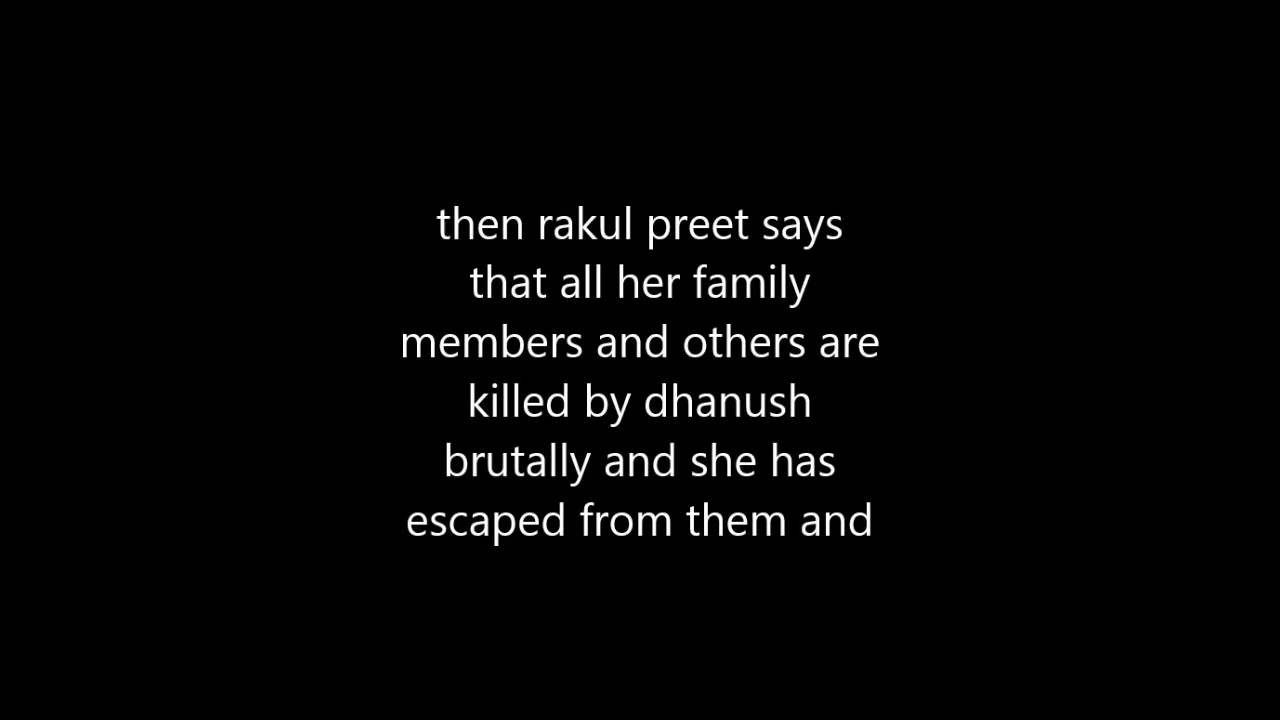 then rakul preet says
that all her family
members and others are
killed by dhanush
brutally and she has
escaped from them and